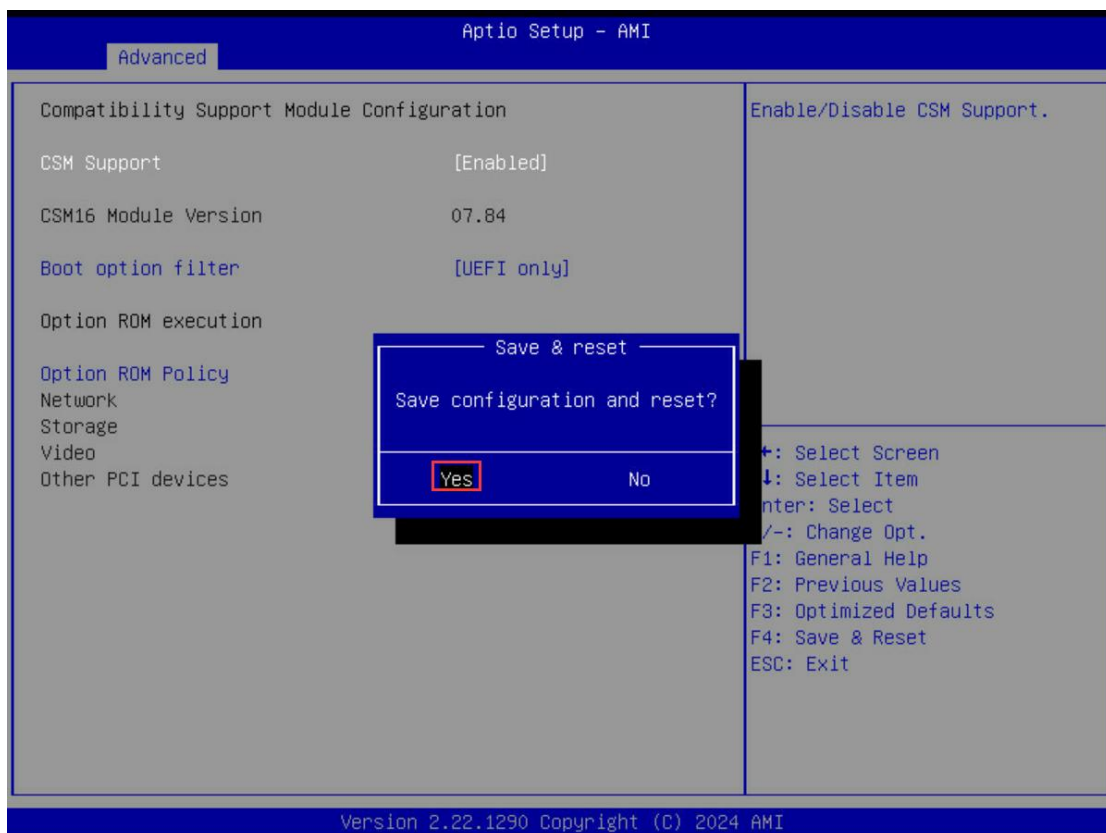 Aptio Setup – AMI
Advanced
Compatibility Support Module Configuration
CSM Support [Enabled]
CSM16 Module Version 07.84
Boot option filter [UEFI only]
Option ROM execution
Option ROM Policy
Network
Storage
Video
Other PCI devices
Save & reset
Save configuration and reset?
Yes No
Enable/Disable CSM Support.
←: Select Screen
↓: Select Item
nter: Select
/-: Change Opt.
F1: General Help
F2: Previous Values
F3: Optimized Defaults
F4: Save & Reset
ESC: Exit
Version 2.22.1290 Copyright (C) 2024 AMI